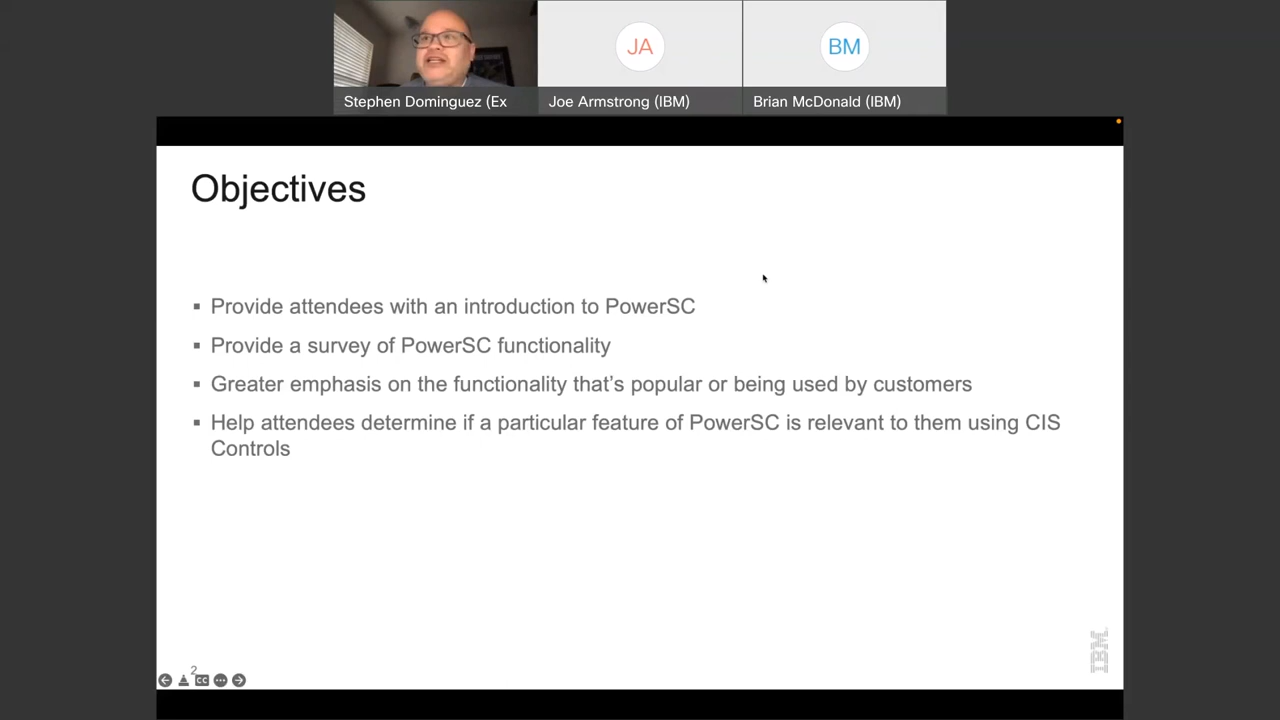 JA
BM
Stephen Dominguez (Ex
Joe Armstrong (IBM)
Brian McDonald (IBM)
Objectives
▪ Provide attendees with an introduction to PowerSC
▪ Provide a survey of PowerSC functionality
▪ Greater emphasis on the functionality that’s popular or being used by customers
▪ Help attendees determine if a particular feature of PowerSC is relevant to them using CIS
Controls
2
CC
IBM